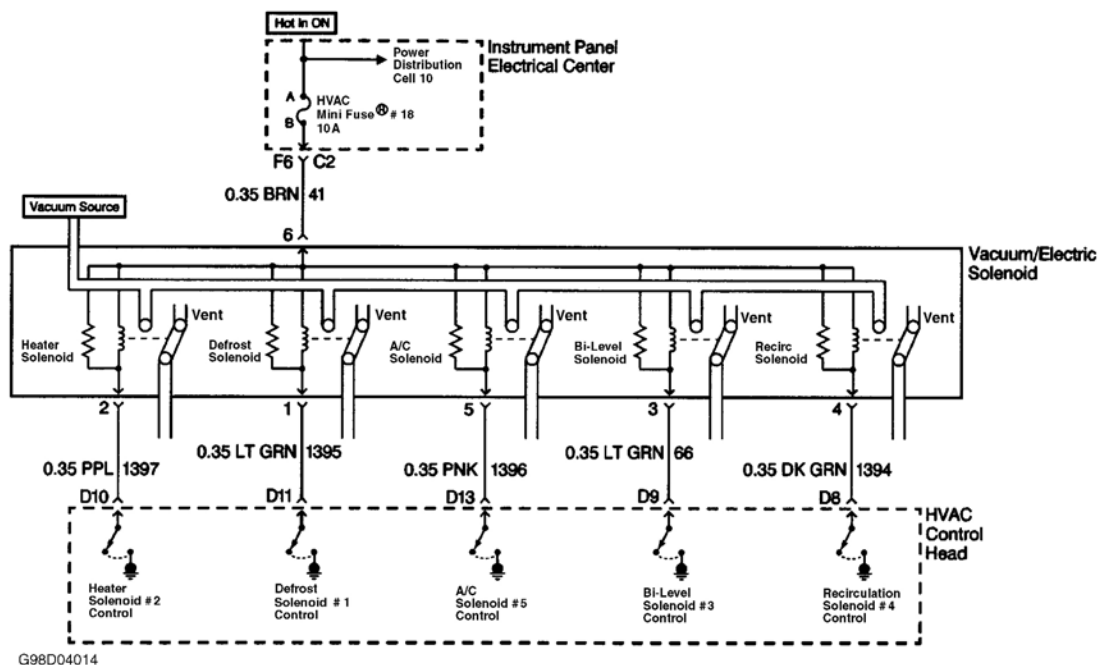 Hot In ON
Power
Distribution
Cell 10
Instrument Panel
Electrical Center
A
HVAC
Mini Fuse® # 18
10A
B
F6 C2
0.35 BRN 41
Vacuum Source
6
Vacuum/Electric
Solenoid
Heater
Solenoid
Vent
Defrost
Solenoid
Vent
A/C
Solenoid
Vent
Bi-Level
Solenoid
Vent
Recirc
Solenoid
Vent
2 1 5 3 4
0.35 PPL 1397
0.35 LT GRN 1395
0.35 PNK 1396
0.35 LT GRN 66
0.35 DK GRN 1394
D10 D11 D13 D9 D8
HVAC
Control
Head
Heater
Solenoid #2
Control
Defrost
Solenoid # 1
Control
A/C
Solenoid #5
Control
Bi-Level
Solenoid #3
Control
Recirculation
Solenoid #4
Control
G98D04014